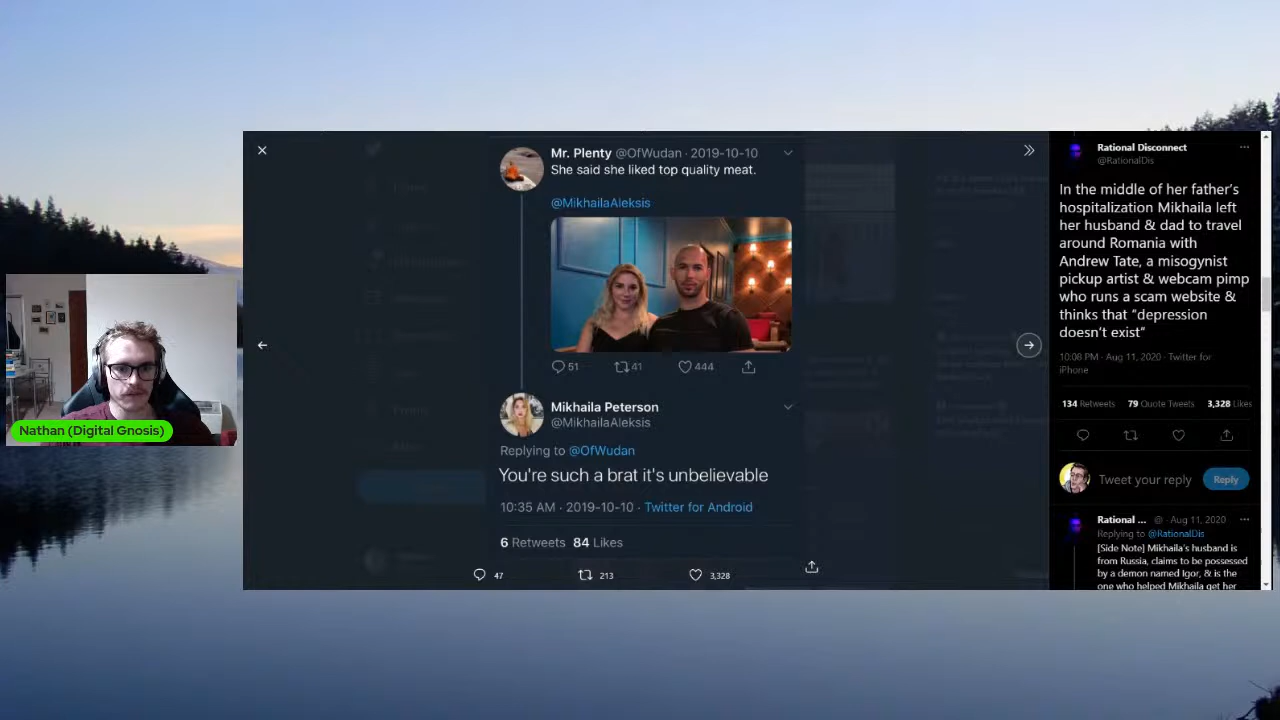 Nathan (Digital Gnosis)
Mr. Plenty @OfWudan · 2019-10-10
She said she liked top quality meat.
@MikhailaAleksis
51 41 444
Mikhaila Peterson
@MikhailaAleksis
Replying to @OfWudan
You're such a brat it's unbelievable
10:35 AM · 2019-10-10 · Twitter for Android
6 Retweets 84 Likes
47 213 3,328
Rational Disconnect
@RationalDis
In the middle of her father's
hospitalization Mikhaila left
her husband & dad to travel
around Romania with
Andrew Tate, a misogynist
pickup artist & webcam pimp
who runs a scam website &
thinks that "depression
doesn't exist"
10:08 PM · Aug 11, 2020 · Twitter for
iPhone
134 Retweets 79 Quote Tweets 3,328 Likes
Tweet your reply Reply
Rational ... @ · Aug 11, 2020
Replying to @RationalDis
[Side Note] Mikhaila's husband is
from Russia, claims to be possessed
by a demon named Igor, & is the
one who helped Mikhaila get her